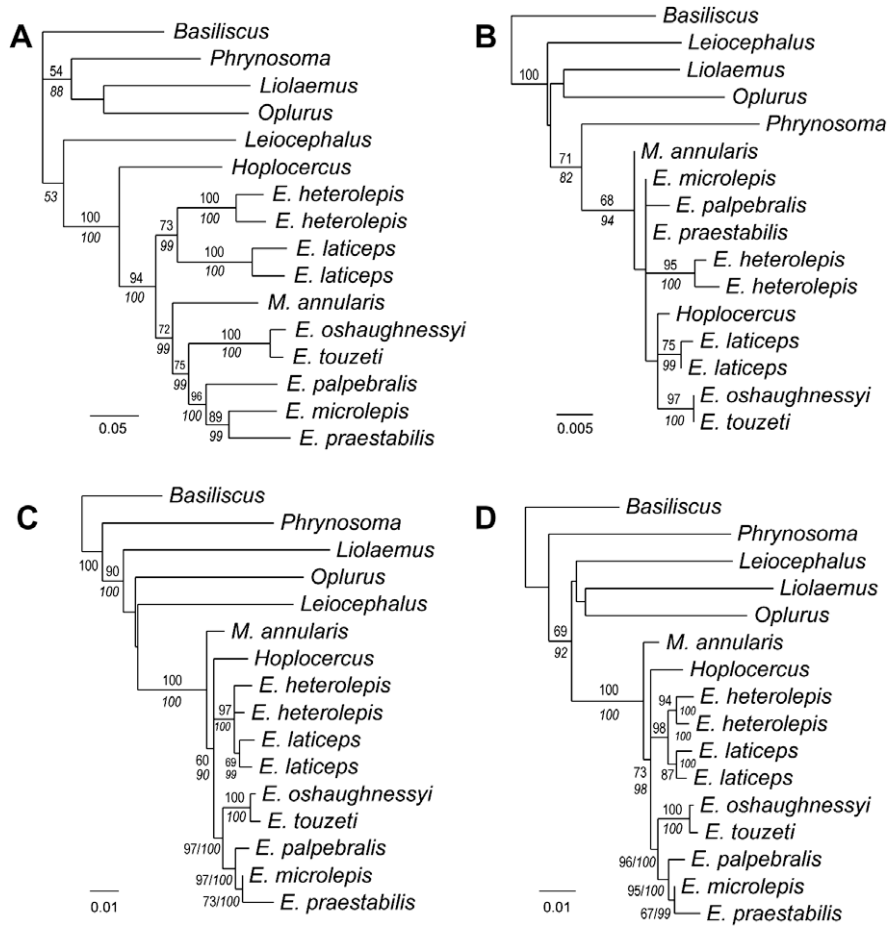 A
Basiliscus
54
Phrynosoma
88
Liolaemus
Oplurus
Leiocephalus
53
Hoplocercus
100
100
100
E. heterolepis
100
E. heterolepis
73
99
100
E. laticeps
100
E. laticeps
94
100
M. annularis
72
99
100
E. oshaughnessyi
100
E. touzeti
75
99
96
E. palpebralis
100
89
E. microlepis
99
E. praestabilis
0.05
B
Basiliscus
Leiocephalus
100
Liolaemus
Oplurus
Phrynosoma
71
82
M. annularis
E. microlepis
68
E. palpebralis
94
E. praestabilis
95
E. heterolepis
100
E. heterolepis
Hoplocercus
75
E. laticeps
99
E. laticeps
97
E. oshaughnessyi
100
E. touzeti
0.005
C
Basiliscus
Phrynosoma
100
90
Liolaemus
100
Oplurus
Leiocephalus
M. annularis
Hoplocercus
100
100
E. heterolepis
97
E. heterolepis
100
E. laticeps
69
E. laticeps
99
60
90
100
E. oshaughnessyi
100
E. touzeti
97/100
E. palpebralis
97/100
E. microlepis
73/100
E. praestabilis
0.01
D
Basiliscus
Phrynosoma
Leiocephalus
69
Liolaemus
92
Oplurus
M. annularis
Hoplocercus
100
100
94
E. heterolepis
100
E. heterolepis
100
98
E. laticeps
100
87
E. laticeps
73
98
100
E. oshaughnessyi
100
E. touzeti
96/100
E. palpebralis
95/100
E. microlepis
67/99
E. praestabilis
0.01